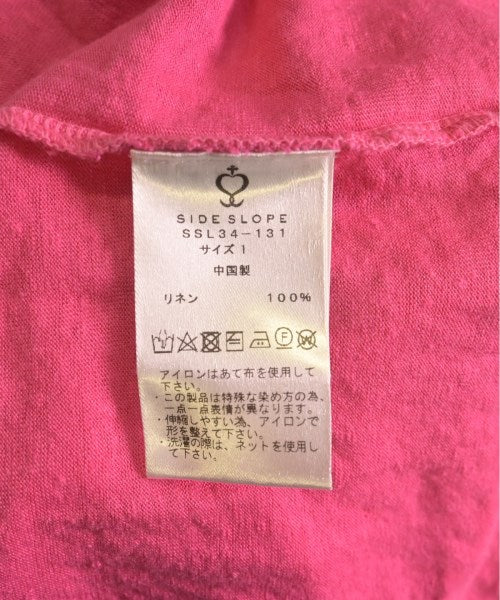 SIDE SLOPE
SSL34-131
サイズ1
中国製
リネン 100%
アイロンはあて布を使用して
下さい。
・この製品は特殊な染め方の為、
一点一点表情が異なります。
・伸縮しやすい為、アイロンで
形を整えて下さい。
・洗濯の際は、ネットを使用し
て下さい。